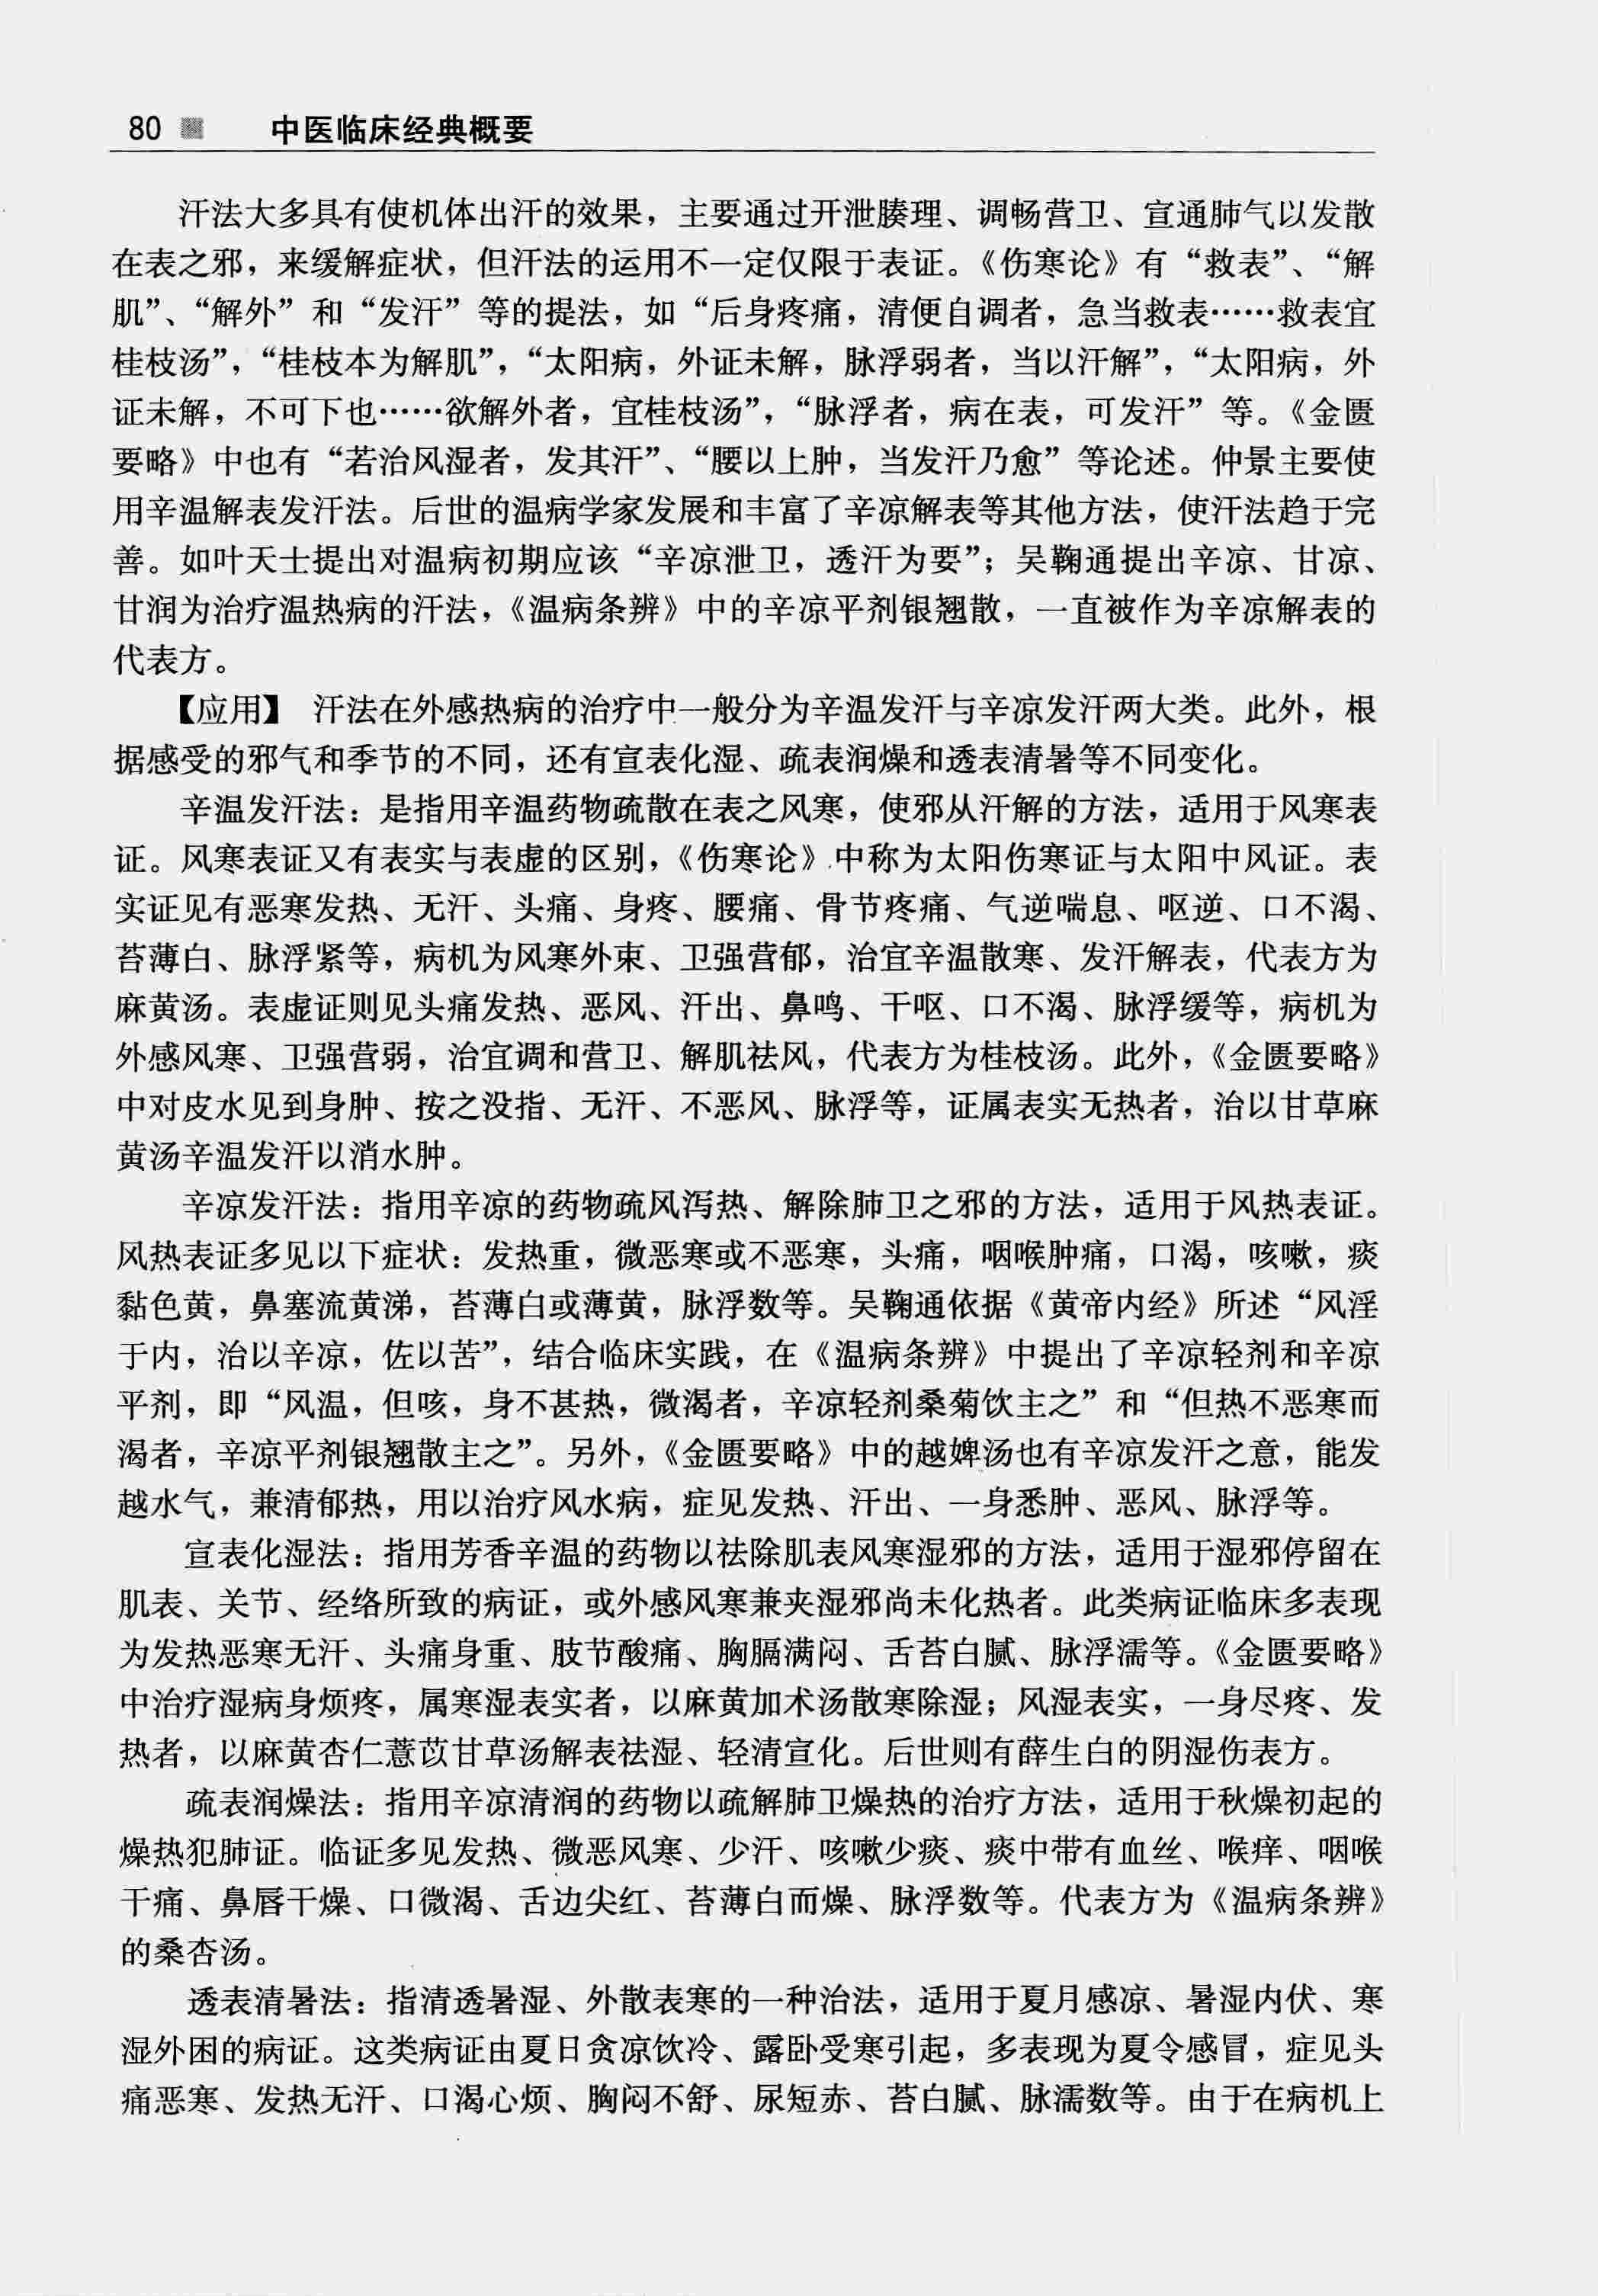 80 中医临床经典概要
汗法大多具有使机体出汗的效果，主要通过开泄腠理、调畅营卫、宣通肺气以发散
在表之邪，来缓解症状，但汗法的运用不一定仅限于表证。《伤寒论》有“救表”、“解
肌”、“解外”和“发汗”等的提法，如“后身疼痛，清便自调者，急当救表……救表宜
桂枝汤”，“桂枝本为解肌”，“太阳病，外证未解，脉浮弱者，当以汗解”，“太阳病，外
证未解，不可下也……欲解外者，宜桂枝汤”，“脉浮者，病在表，可发汗”等。《金匮
要略》中也有“若治风湿者，发其汗”、“腰以上肿，当发汗乃愈”等论述。仲景主要使
用辛温解表发汗法。后世的温病学家发展和丰富了辛凉解表等其他方法，使汗法趋于完
善。如叶天士提出对温病初期应该“辛凉泄卫，透汗为要”；吴鞠通提出辛凉、甘凉、
甘润为治疗温热病的汗法，《温病条辨》中的辛凉平剂银翘散，一直被作为辛凉解表的
代表方。
【应用】 汗法在外感热病的治疗中一般分为辛温发汗与辛凉发汗两大类。此外，根
据感受的邪气和季节的不同，还有宣表化湿、疏表润燥和透表清暑等不同变化。
辛温发汗法：是指用辛温药物疏散在表之风寒，使邪从汗解的方法，适用于风寒表
证。风寒表证又有表实与表虚的区别，《伤寒论》中称为太阳伤寒证与太阳中风证。表
实证见有恶寒发热、无汗、头痛、身疼、腰痛、骨节疼痛、气逆喘息、呕逆、口不渴、
苔薄白、脉浮紧等，病机为风寒外束、卫强营郁，治宜辛温散寒、发汗解表，代表方为
麻黄汤。表虚证则见头痛发热、恶风、汗出、鼻鸣、干呕、口不渴、脉浮缓等，病机为
外感风寒、卫强营弱，治宜调和营卫、解肌祛风，代表方为桂枝汤。此外，《金匮要略》
中对皮水见到身肿、按之没指、无汗、不恶风、脉浮等，证属表实无热者，治以甘草麻
黄汤辛温发汗以消水肿。
辛凉发汗法：指用辛凉的药物疏风泻热、解除肺卫之邪的方法，适用于风热表证。
风热表证多见以下症状：发热重，微恶寒或不恶寒，头痛，咽喉肿痛，口渴，咳嗽，痰
黏色黄，鼻塞流黄涕，苔薄白或薄黄，脉浮数等。吴鞠通依据《黄帝内经》所述“风淫
于内，治以辛凉，佐以苦”，结合临床实践，在《温病条辨》中提出了辛凉轻剂和辛凉
平剂，即“风温，但咳，身不甚热，微渴者，辛凉轻剂桑菊饮主之”和“但热不恶寒而
渴者，辛凉平剂银翘散主之”。另外，《金匮要略》中的越婢汤也有辛凉发汗之意，能发
越水气，兼清郁热，用以治疗风水病，症见发热、汗出、一身悉肿、恶风、脉浮等。
宣表化湿法：指用芳香辛温的药物以祛除肌表风寒湿邪的方法，适用于湿邪停留在
肌表、关节、经络所致的病证，或外感风寒兼夹湿邪尚未化热者。此类病证临床多表现
为发热恶寒无汗、头痛身重、肢节酸痛、胸膈满闷、舌苔白腻、脉浮濡等。《金匮要略》
中治疗湿病身烦疼，属寒湿表实者，以麻黄加术汤散寒除湿；风湿表实，一身尽疼、发
热者，以麻黄杏仁薏苡甘草汤解表祛湿、轻清宣化。后世则有薛生白的阴湿伤表方。
疏表润燥法：指用辛凉清润的药物以疏解肺卫燥热的治疗方法，适用于秋燥初起的
燥热犯肺证。临证多见发热、微恶风寒、少汗、咳嗽少痰、痰中带有血丝、喉痒、咽喉
干痛、鼻唇干燥、口微渴、舌边尖红、苔薄白而燥、脉浮数等。代表方为《温病条辨》
的桑杏汤。
透表清暑法：指清透暑湿、外散表寒的一种治法，适用于夏月感凉、暑湿内伏、寒
湿外困的病证。这类病证由夏日贪凉饮冷、露卧受寒引起，多表现为夏令感冒，症见头
痛恶寒、发热无汗、口渴心烦、胸闷不舒、尿短赤、苔白腻、脉濡数等。由于在病机上